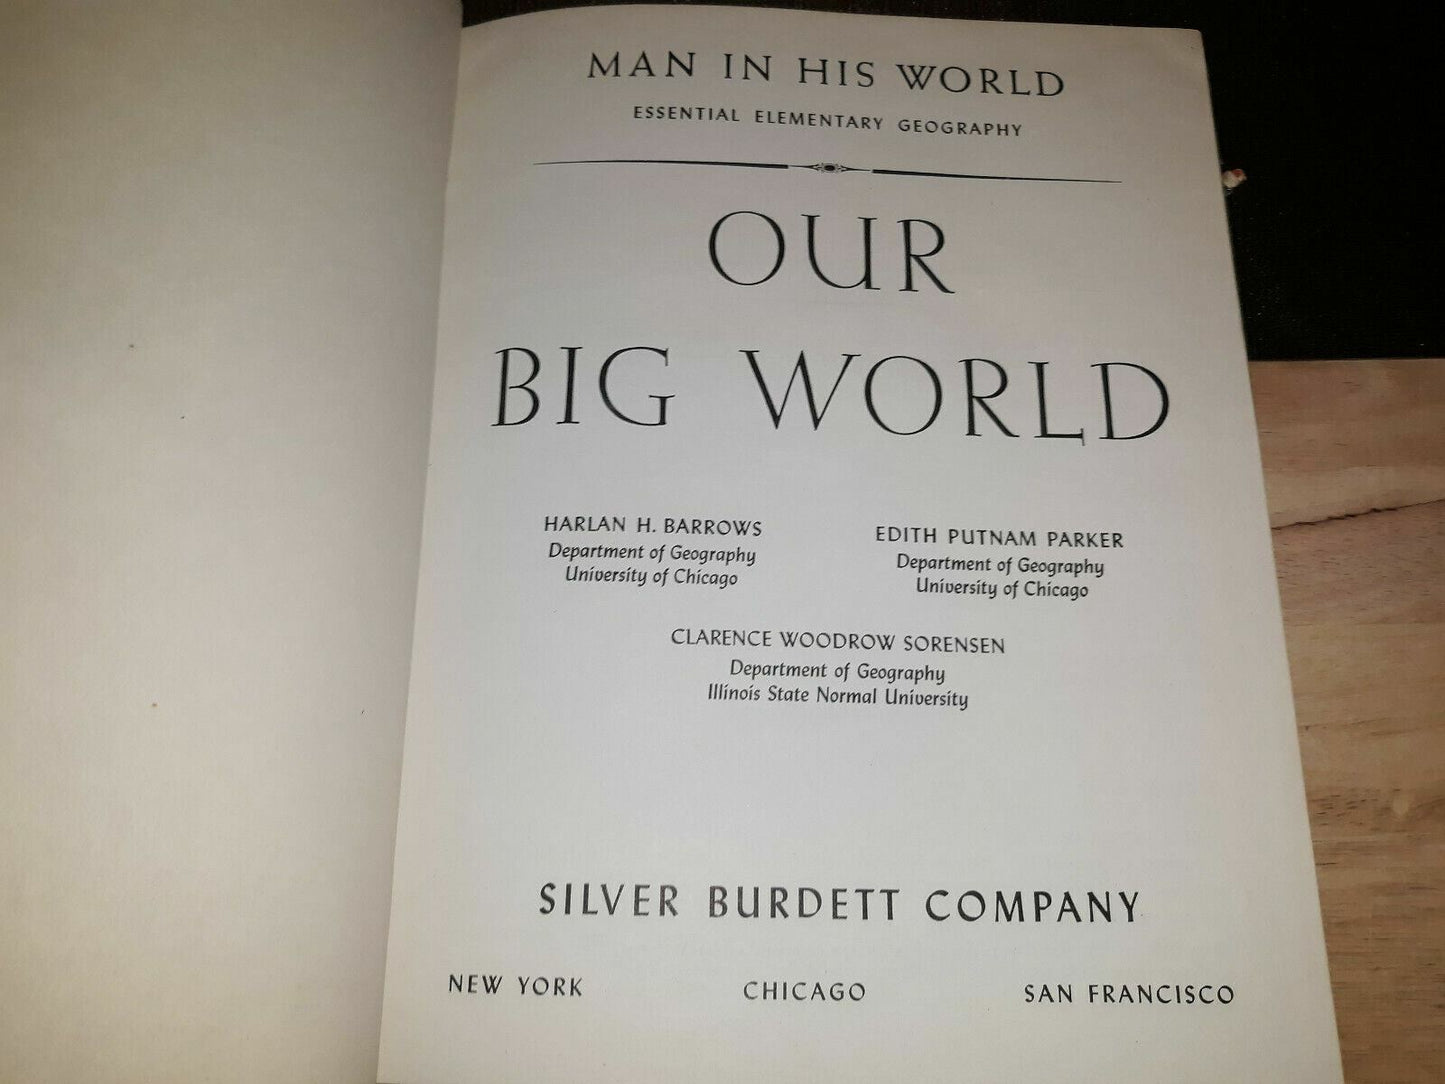 MAN IN HIS WORLD
ESSENTIAL ELEMENTARY GEOGRAPHY
OUR
BIG WORLD
HARLAN H. BARROWS
Department of Geography
University of Chicago
EDITH PUTNAM PARKER
Department of Geography
University of Chicago
CLARENCE WOODROW SORENSEN
Department of Geography
Illinois State Normal University
SILVER BURDETT COMPANY
NEW YORK CHICAGO SAN FRANCISCO